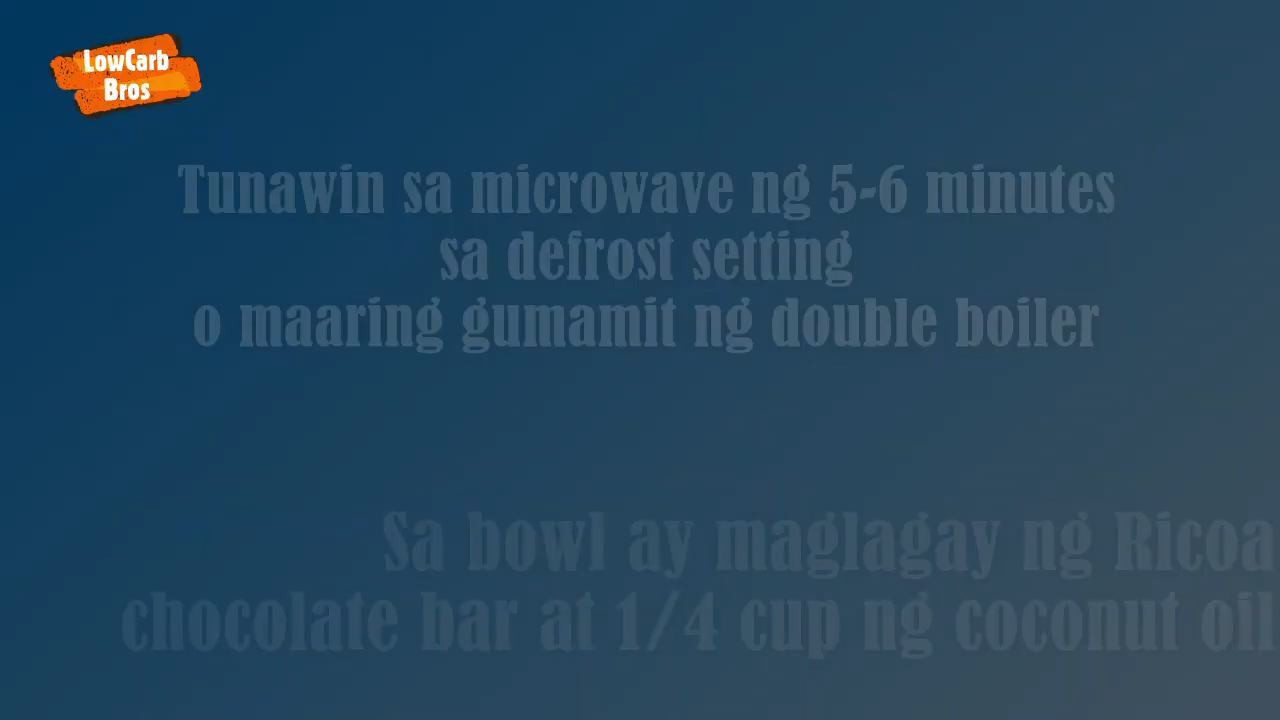 LowCarb
Bros
Tunawin sa microwave ng 5-6 minutes
sa defrost setting
o maaring gumamit ng double boiler
Sa bowl ay maglagay ng Ricoa
chocolate bar at 1/4 cup ng coconut oil